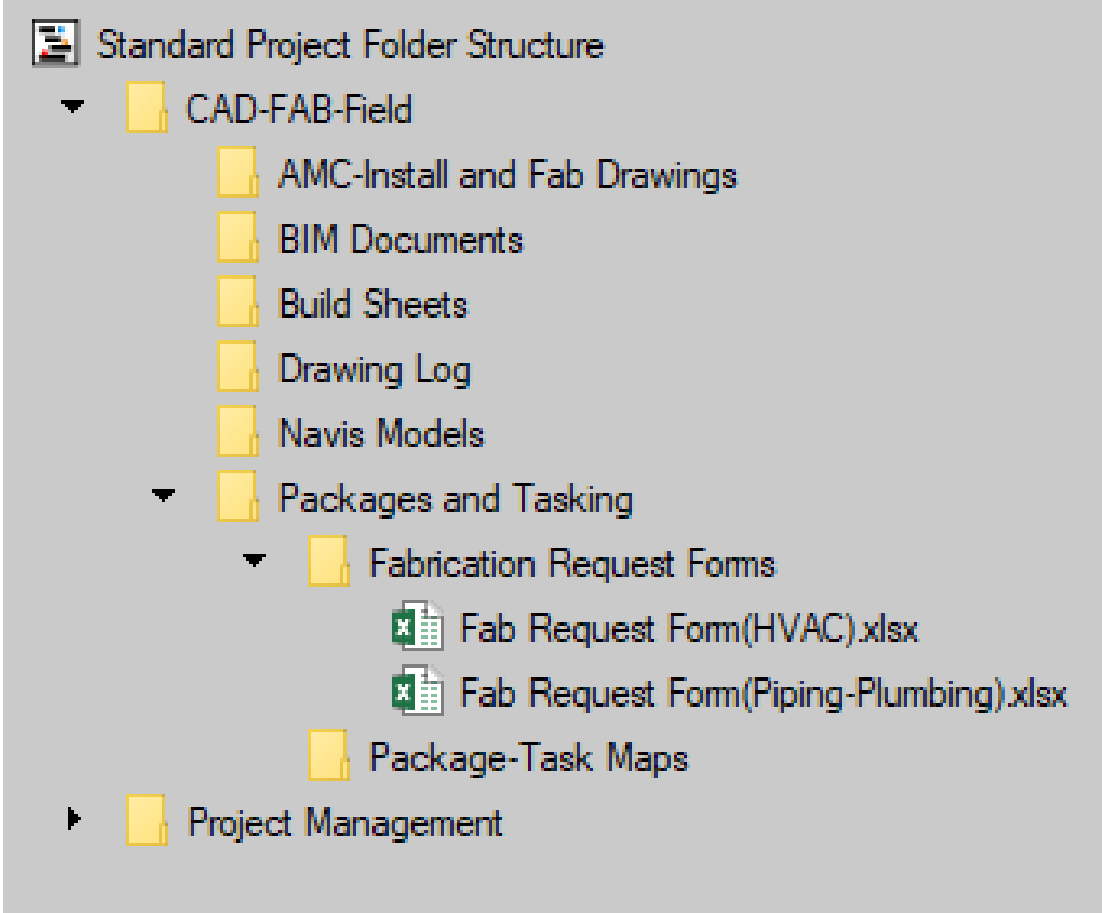 Standard Project Folder Structure
CAD-FAB-Field
AMC-Install and Fab Drawings
BIM Documents
Build Sheets
Drawing Log
Navis Models
Packages and Tasking
Fabrication Request Forms
Fab Request Form(HVAC).xlsx
Fab Request Form(Piping-Plumbing).xlsx
Package-Task Maps
Project Management